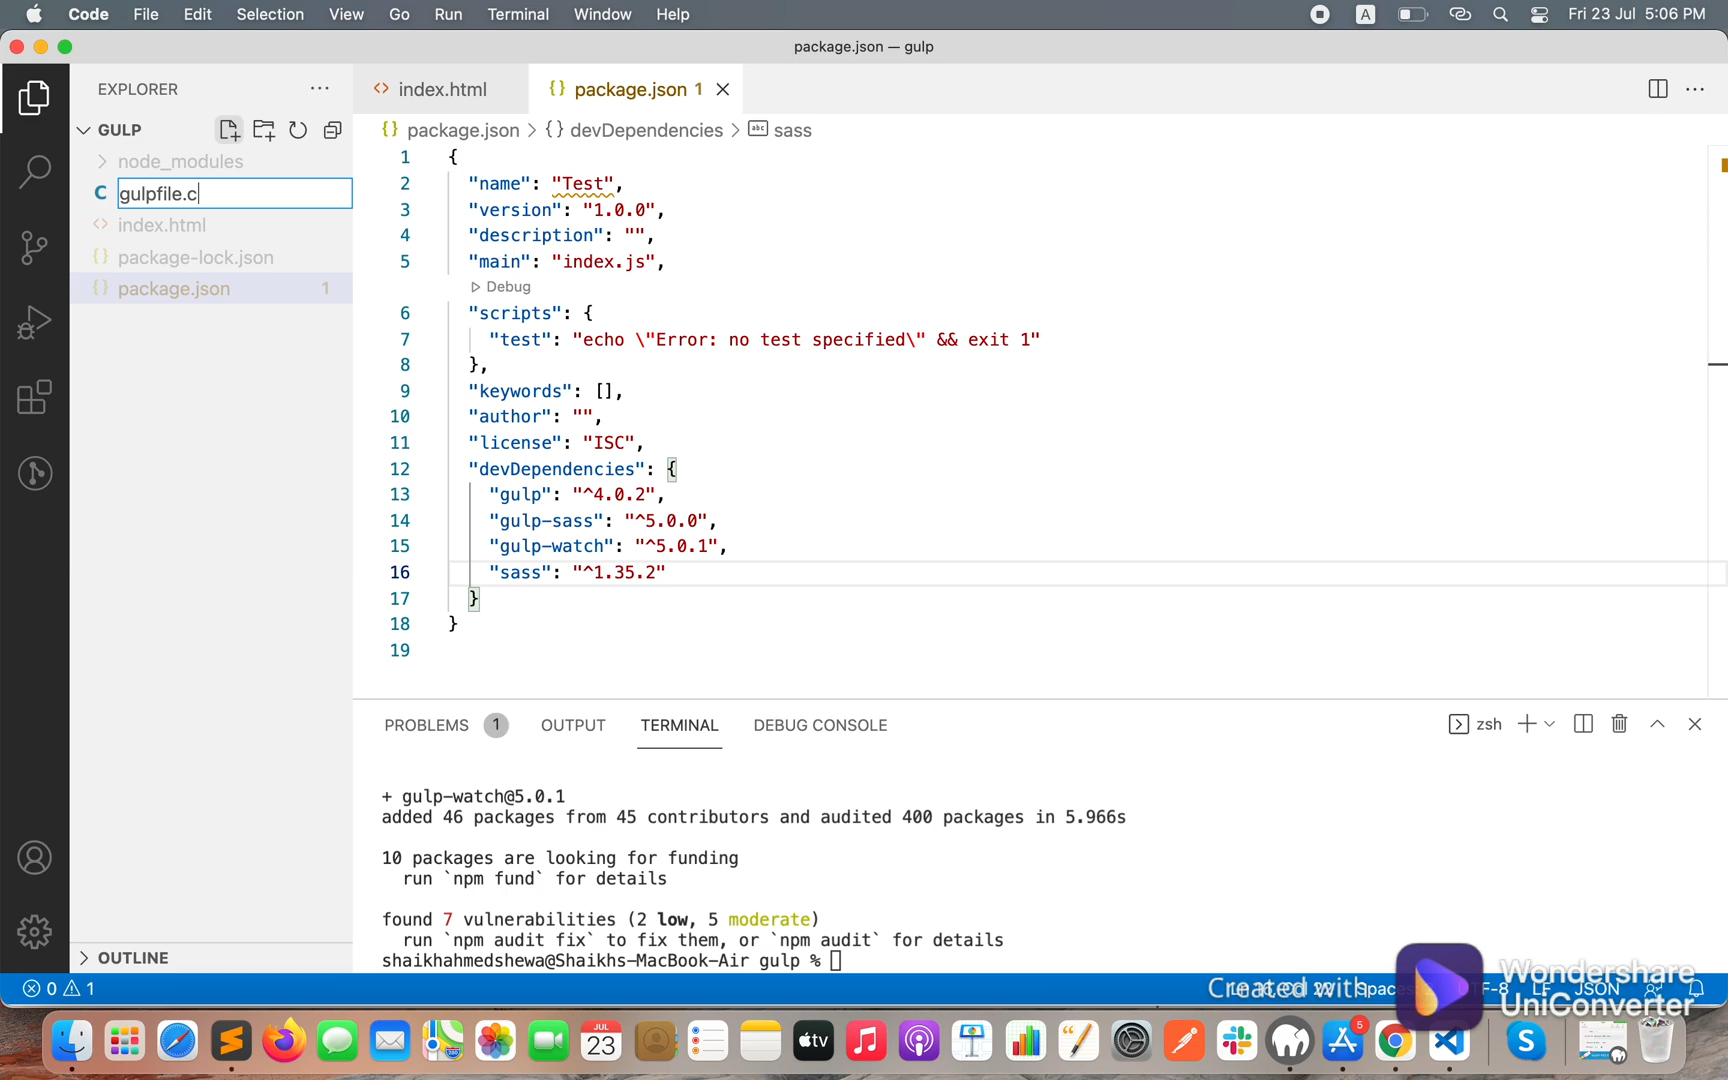 Code File Edit Selection View Go Run Terminal Window Help A Fri 23 Jul 5:06 PM
package.json — gulp
EXPLORER ···
index.html
{} package.json 1
GULP
{} package.json > {} devDependencies > abc sass
node_modules
C gulpfile.c
index.html
{} package-lock.json
{} package.json 1
1 {
2 "name": "Test",
3 "version": "1.0.0",
4 "description": "",
5 "main": "index.js",
Debug
6 "scripts": {
7 "test": "echo \"Error: no test specified\" && exit 1"
8 },
9 "keywords": [],
10 "author": "",
11 "license": "ISC",
12 "devDependencies": {
13 "gulp": "^4.0.2",
14 "gulp-sass": "^5.0.0",
15 "gulp-watch": "^5.0.1",
16 "sass": "^1.35.2"
17 }
18 }
19
PROBLEMS 1 OUTPUT TERMINAL DEBUG CONSOLE zsh
+ gulp-watch@5.0.1
added 46 packages from 45 contributors and audited 400 packages in 5.966s
10 packages are looking for funding
run `npm fund` for details
found 7 vulnerabilities (2 low, 5 moderate)
run `npm audit fix` to fix them, or `npm audit` for details
shaikhahmedshewa@Shaikhs-MacBook-Air gulp %
OUTLINE
0 1
LF JSON
Created with
Wondershare
UniConverter
JUL
23
tv
5
S